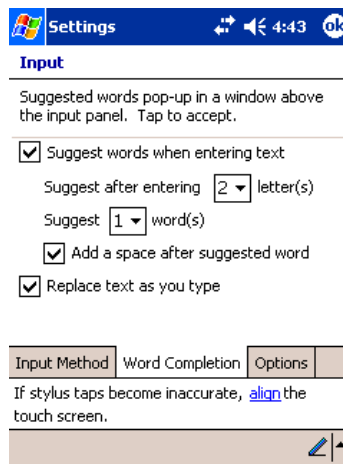 Settings 4:43 ok
Input
Suggested words pop-up in a window above
the input panel. Tap to accept.
Suggest words when entering text
Suggest after entering 2 letter(s)
Suggest 1 word(s)
Add a space after suggested word
Replace text as you type
Input Method Word Completion Options
If stylus taps become inaccurate, align the
touch screen.